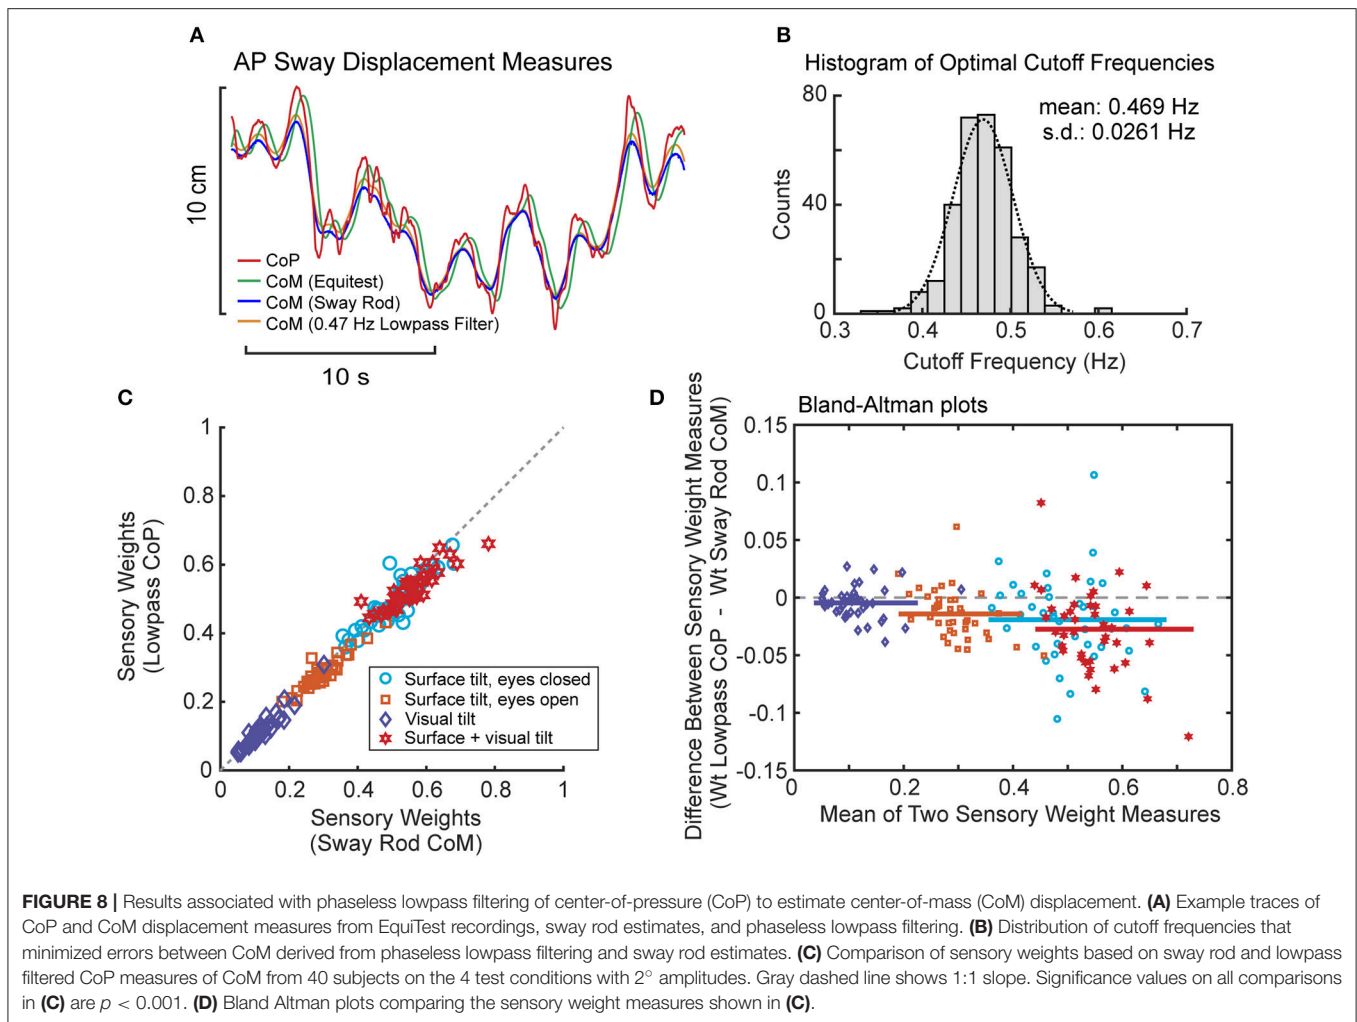 A
AP Sway Displacement Measures
10 cm
CoP
CoM (Equitest)
CoM (Sway Rod)
CoM (0.47 Hz Lowpass Filter)
10 s
B
Histogram of Optimal Cutoff Frequencies
mean: 0.469 Hz
s.d.: 0.0261 Hz
80
40
0
Counts
0.3 0.4 0.5 0.6 0.7
Cutoff Frequency (Hz)
C
1
0.8
0.6
0.4
0.2
0
Sensory Weights
(Lowpass CoP)
Surface tilt, eyes closed
Surface tilt, eyes open
Visual tilt
Surface + visual tilt
0 0.2 0.4 0.6 0.8 1
Sensory Weights
(Sway Rod CoM)
D
Bland-Altman plots
Difference Between Sensory Weight Measures
(Wt Lowpass CoP - Wt Sway Rod CoM)
0.15
0.1
0.05
0
-0.05
-0.1
-0.15
0 0.2 0.4 0.6 0.8
Mean of Two Sensory Weight Measures
FIGURE 8 | Results associated with phaseless lowpass filtering of center-of-pressure (CoP) to estimate center-of-mass (CoM) displacement. (A) Example traces of
CoP and CoM displacement measures from EquiTest recordings, sway rod estimates, and phaseless lowpass filtering. (B) Distribution of cutoff frequencies that
minimized errors between CoM derived from phaseless lowpass filtering and sway rod estimates. (C) Comparison of sensory weights based on sway rod and lowpass
filtered CoP measures of CoM from 40 subjects on the 4 test conditions with 2° amplitudes. Gray dashed line shows 1:1 slope. Significance values on all comparisons
in (C) are p < 0.001. (D) Bland Altman plots comparing the sensory weight measures shown in (C).